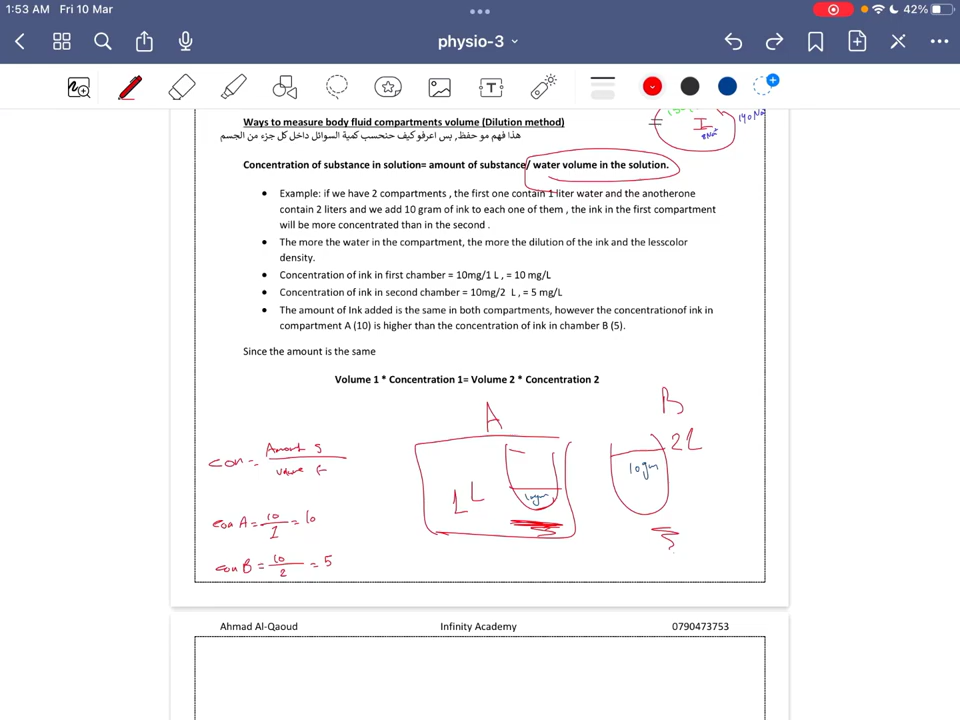 1:53 AM Fri 10 Mar
42%
physio-3
Ways to measure body fluid compartments volume (Dilution method)
هذا فهم مو حفظ, بس اعرفو كيف حنحسب كمية السوائل داخل كل جزء من الجسم
I
140 Na+
Concentration of substance in solution= amount of substance/ water volume in the solution.
Example: if we have 2 compartments , the first one contain 1 liter water and the anotherone
contain 2 liters and we add 10 gram of ink to each one of them , the ink in the first compartment
will be more concentrated than in the second .
The more the water in the compartment, the more the dilution of the ink and the lesscolor
density.
Concentration of ink in first chamber = 10mg/1 L , = 10 mg/L
Concentration of ink in second chamber = 10mg/2 L , = 5 mg/L
The amount of Ink added is the same in both compartments, however the concentrationof ink in
compartment A (10) is higher than the concentration of ink in chamber B (5).
Since the amount is the same
Volume 1 * Concentration 1= Volume 2 * Concentration 2
A
B
2L
10gm
10gm
con = Amount S / volume F
con A = 10/1 = 10
con B = 10/2 = 5
Ahmad Al-Qaoud Infinity Academy 0790473753